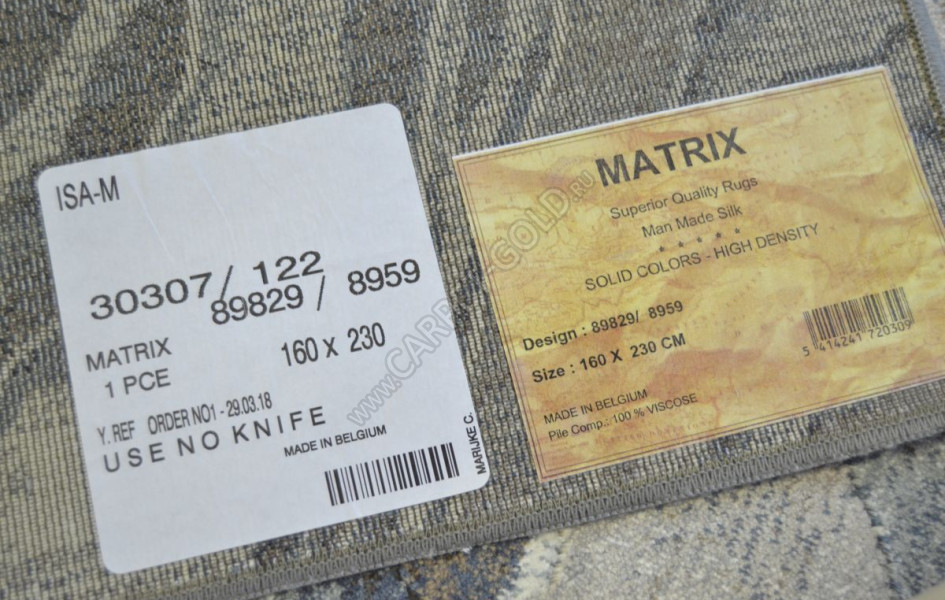 ISA-M
30307/ 122
89829 / 8959
MATRIX
160 X 230
1 PCE
Y. REF ORDER NO1 - 29.03.18
USE NO KNIFE
MADE IN BELGIUM
MARIJKE C.
MATRIX
Superior Quality Rugs
Man Made Silk
★ ★ ★ ★ ★
SOLID COLORS - HIGH DENSITY
Design : 89829/ 8959
Size : 160 X 230 CM
5 414241 720309
MADE IN BELGIUM
Pile Comp.: 100 % VISCOSE
www.CARPET-GOLD.RU